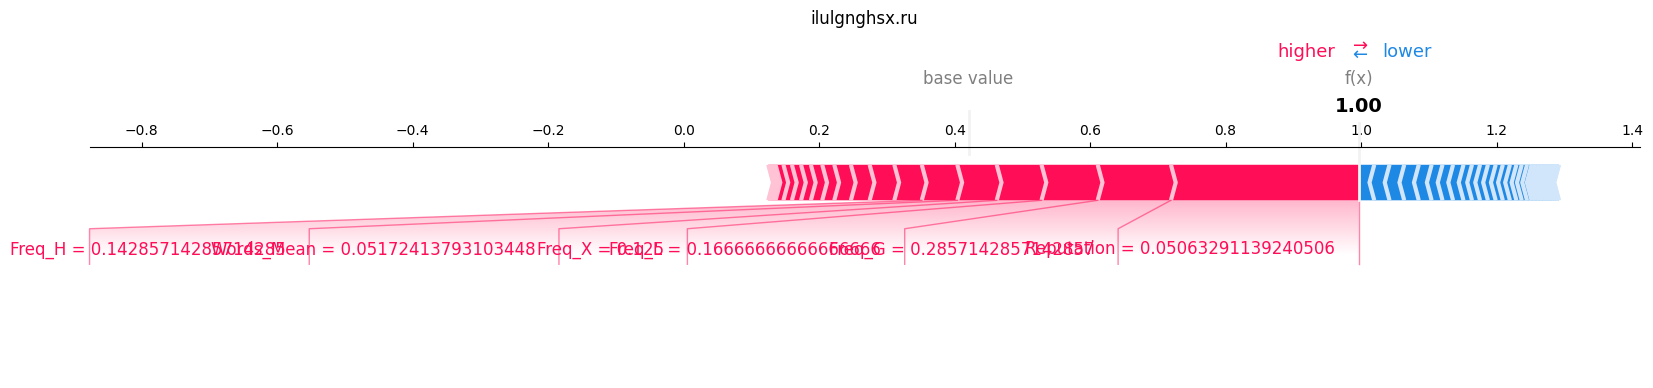 ilulgnghsx.ru
higher ⇄ lower
base value f(x)
1.00
−0.8 −0.6 −0.4 −0.2 0.0 0.2 0.4 0.6 0.8 1.0 1.2 1.4
Freq_H = 0.14285714285714285 Words_Mean = 0.05172413793103448 Freq_X = 0.125 Freq_L = 0.16666666666666666 Freq_G = 0.2857142857142857 Reputation = 0.05063291139240506